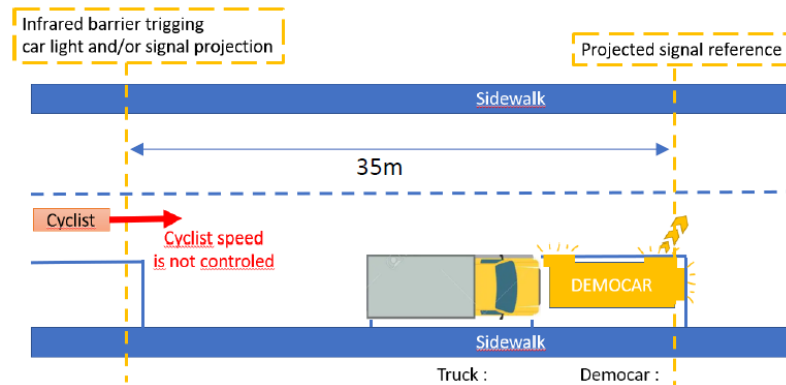 Infrared barrier trigging
car light and/or signal projection
Projected signal reference
Sidewalk
35m
Cyclist
Cyclist speed
is not controled
DEMOCAR
Sidewalk
Truck :
Democar :